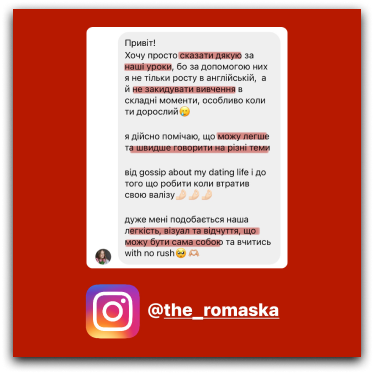 Привіт!
Хочу просто сказати дякую за
наші уроки, бо за допомогою них
я не тільки росту в англійській, а
й не закидувати вивчення в
складні моменти, особливо коли
ти дорослий🥲
я дійсно помічаю, що можу легше
та швидше говорити на різні теми
від gossip about my dating life і до
того що робити коли втратив
свою валізу🤌🏻🤌🏻🤌🏻
дуже мені подобається наша
легкість, візуал та відчуття, що
можу бути сама собою та вчитись
with no rush🥹🫶🏻
@the_romaska